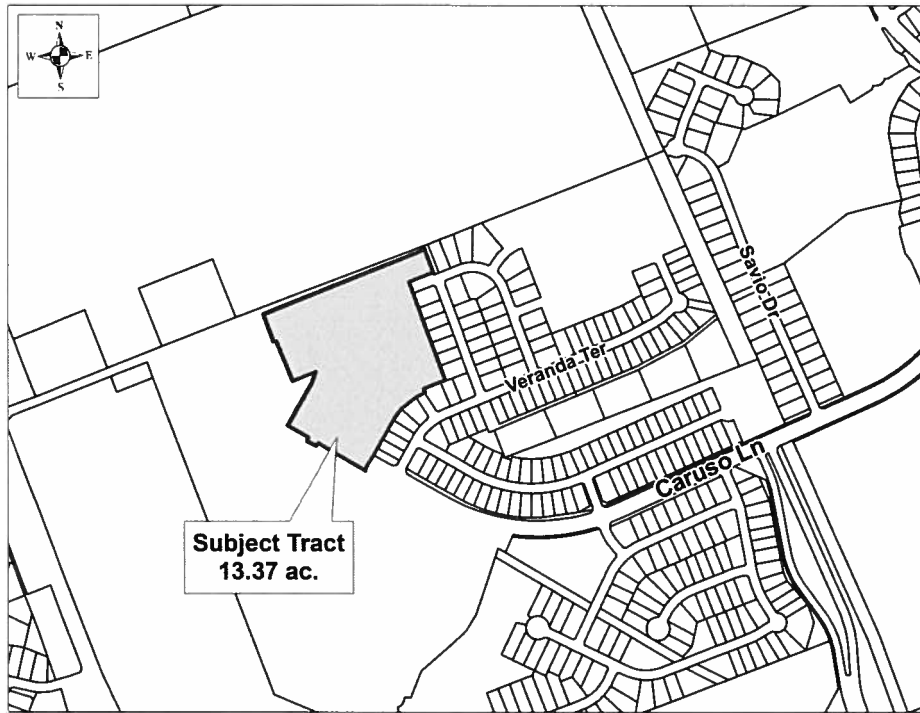 N
W E
S
Savio Dr
Veranda Ter
Caruso Ln
Subject Tract
13.37 ac.